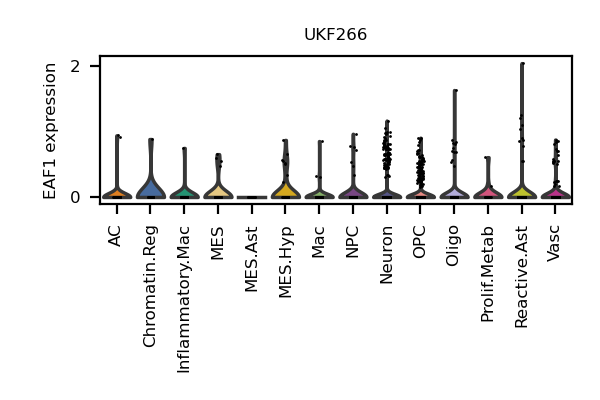 UKF266
EAF1 expression
2
0
AC
Chromatin.Reg
Inflammatory.Mac
MES
MES.Ast
MES.Hyp
Mac
NPC
Neuron
OPC
Oligo
Prolif.Metab
Reactive.Ast
Vasc